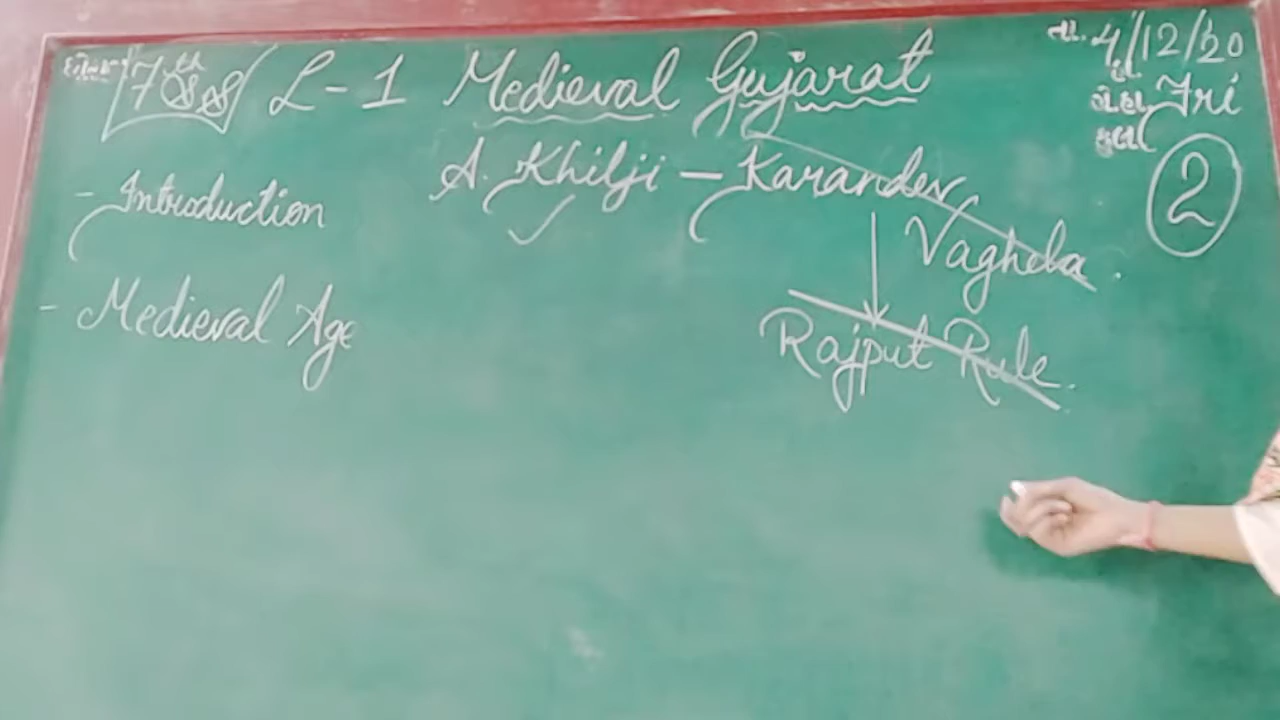 7th SS L-1 Medieval Gujarat
તા. 4/12/20
Fri
2
A. Khilji - Karandev
Vaghela.
- Introduction
- Medieval Age
Rajput Rule.